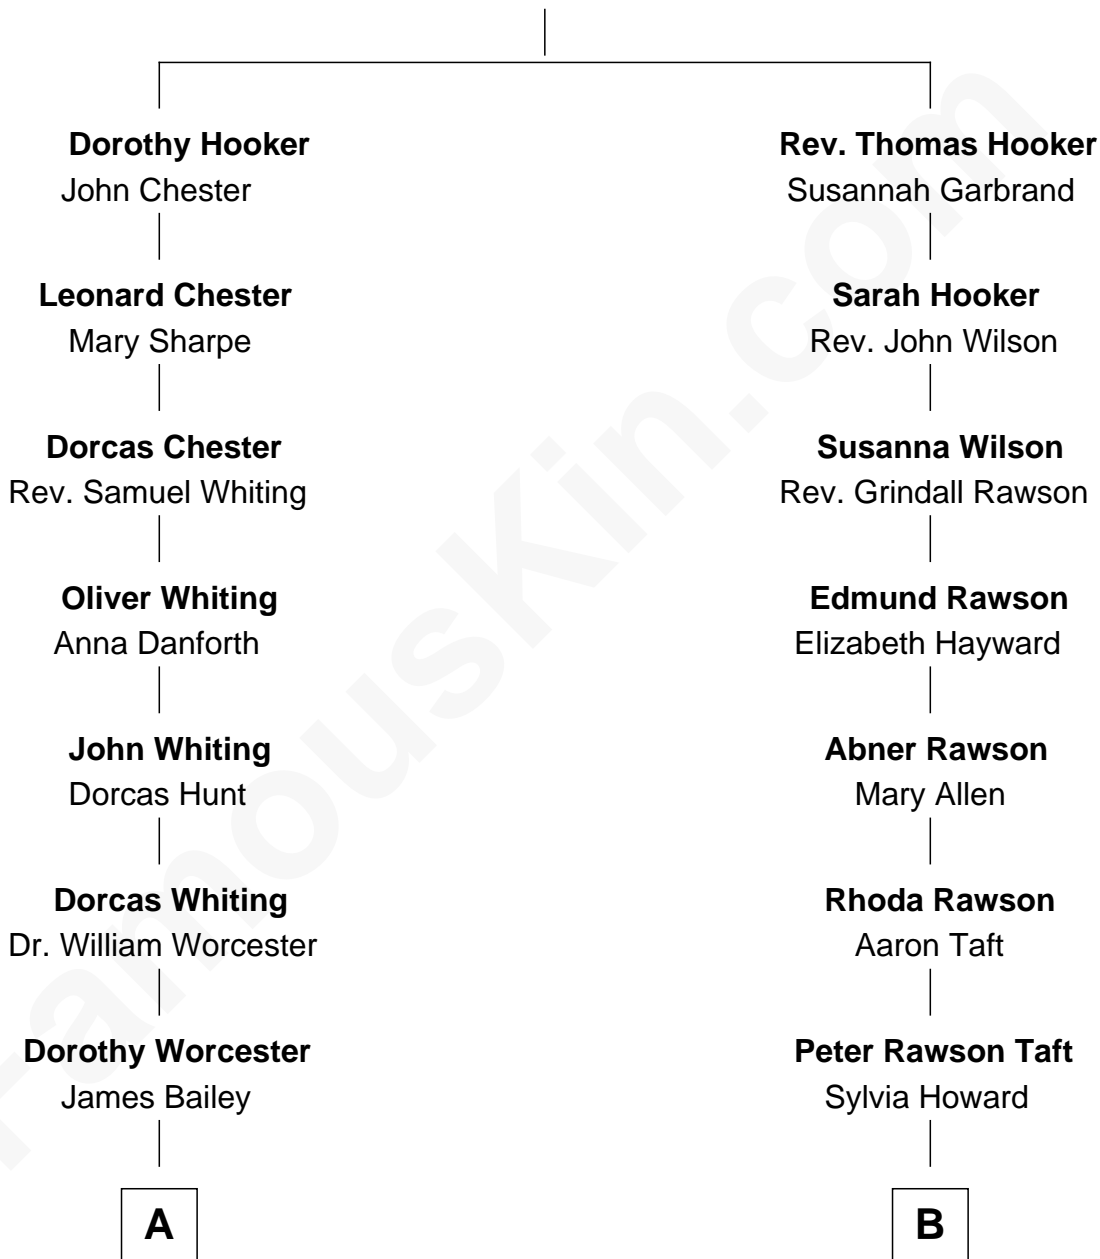 Dorothy Hooker
John Chester
Rev. Thomas Hooker
Susannah Garbrand
Leonard Chester
Mary Sharpe
Sarah Hooker
Rev. John Wilson
Dorcas Chester
Rev. Samuel Whiting
Susanna Wilson
Rev. Grindall Rawson
Oliver Whiting
Anna Danforth
Edmund Rawson
Elizabeth Hayward
John Whiting
Dorcas Hunt
Abner Rawson
Mary Allen
Dorcas Whiting
Dr. William Worcester
Rhoda Rawson
Aaron Taft
Dorothy Worcester
James Bailey
Peter Rawson Taft
Sylvia Howard
A
B
FamousKin.com